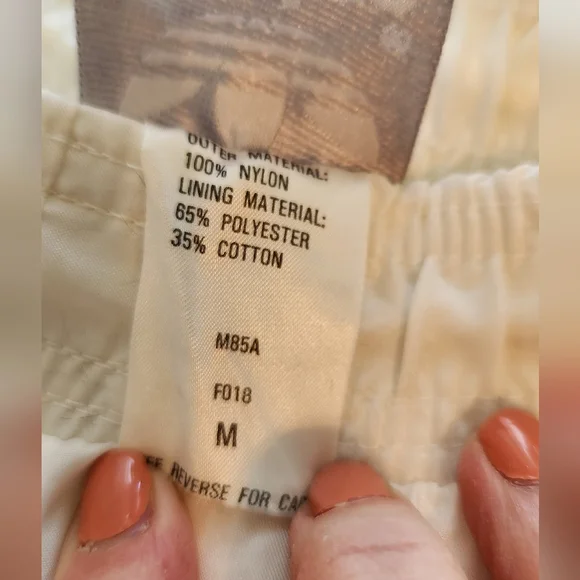 OUTER MATERIAL:
100% NYLON
LINING MATERIAL:
65% POLYESTER
35% COTTON
M85A
F018
M
REVERSE FOR